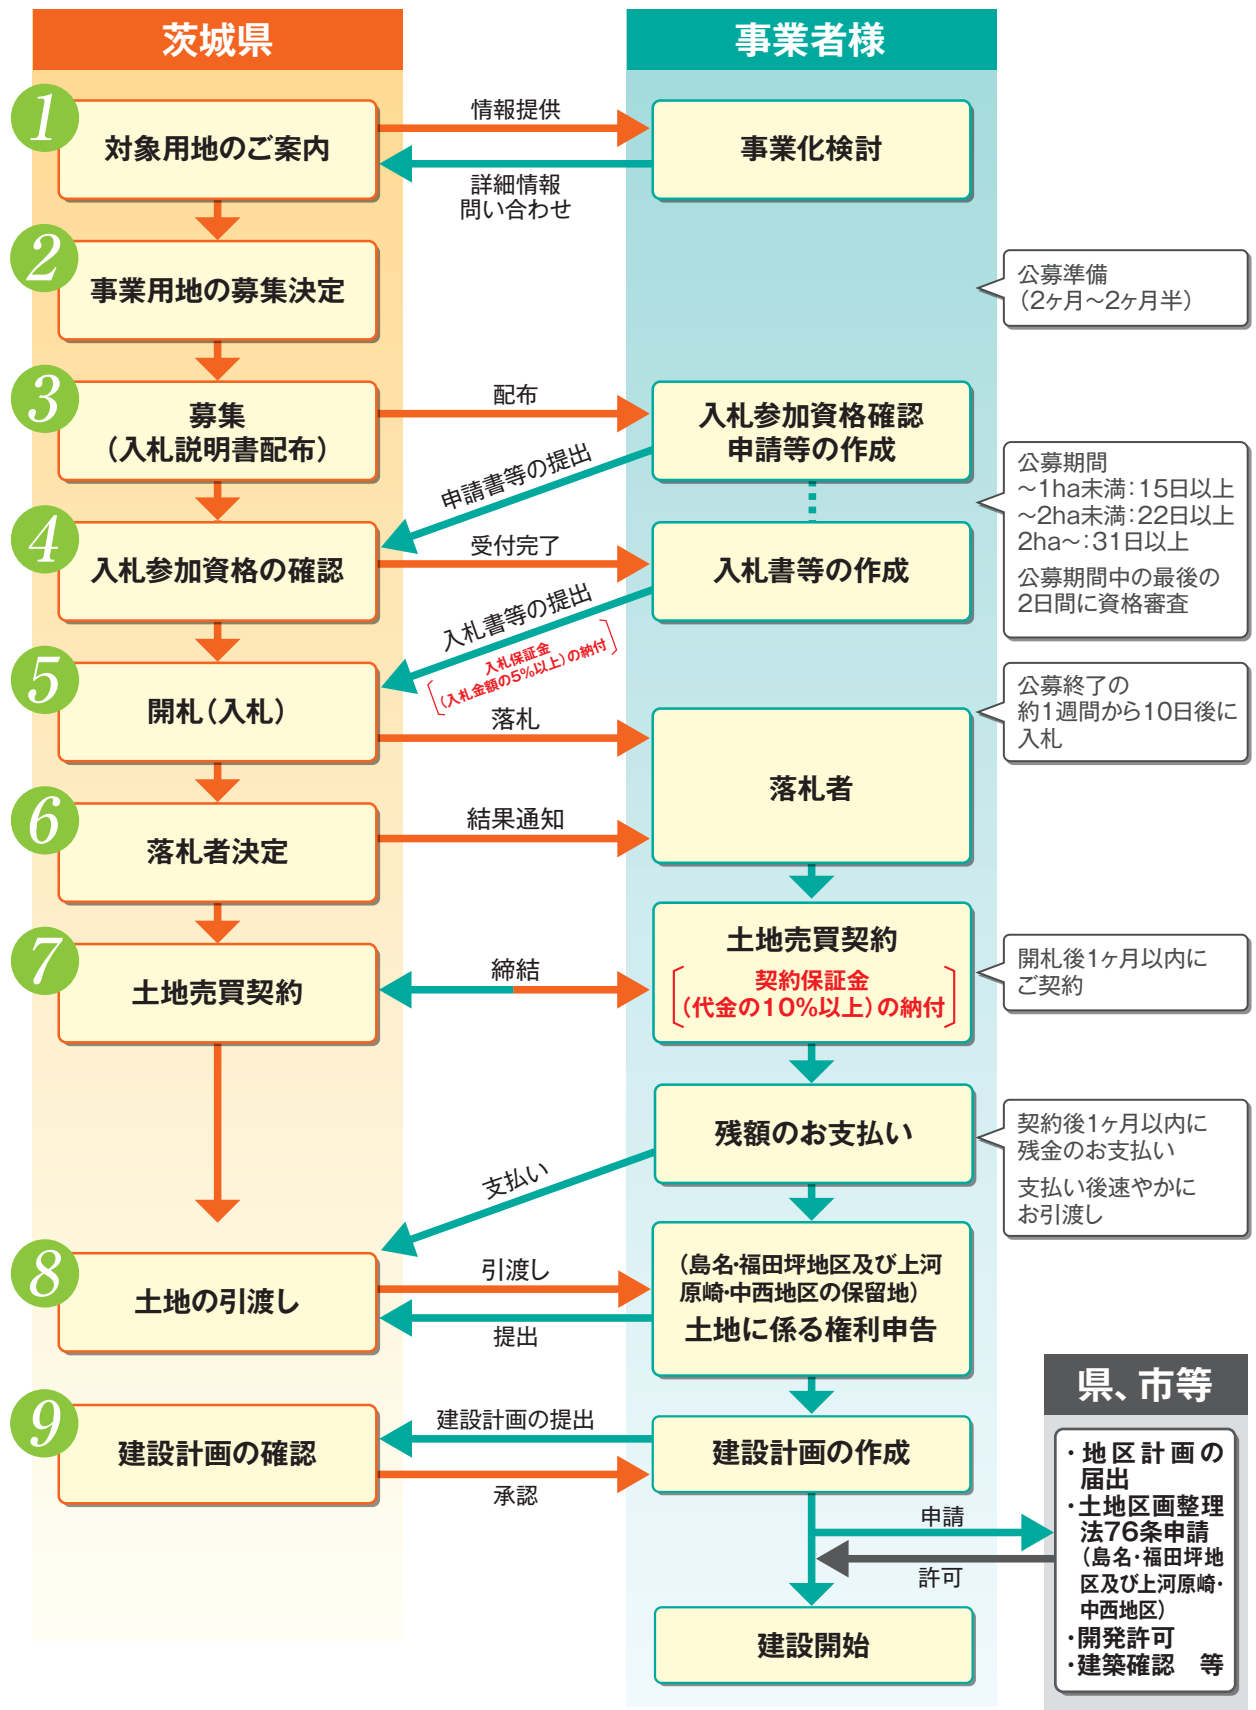 茨城県
事業者様
1
対象用地のご案内
情報提供
詳細情報
問い合わせ
事業化検討
2
事業用地の募集決定
公募準備
（2ヶ月～2ヶ月半）
3
募集
（入札説明書配布）
配布
入札参加資格確認
申請等の作成
申請書等の提出
公募期間
～1ha未満：15日以上
～2ha未満：22日以上
2ha～：31日以上
公募期間中の最後の
2日間に資格審査
4
入札参加資格の確認
受付完了
入札書等の作成
入札書等の提出
入札保証金
（入札金額の5%以上）の納付
5
開札（入札）
落札
落札者
公募終了の
約1週間から10日後に
入札
6
落札者決定
結果通知
7
土地売買契約
締結
土地売買契約
契約保証金
（代金の10%以上）の納付
開札後1ヶ月以内に
ご契約
残額のお支払い
支払い
契約後1ヶ月以内に
残金のお支払い
支払い後速やかに
お引渡し
8
土地の引渡し
引渡し
提出
（島名・福田坪地区及び上河
原崎・中西地区の保留地）
土地に係る権利申告
9
建設計画の確認
建設計画の提出
承認
建設計画の作成
申請
許可
建設開始
県、市等
・地区計画の
届出
・土地区画整理
法76条申請
（島名・福田坪地
区及び上河原崎・
中西地区）
・開発許可
・建築確認　等